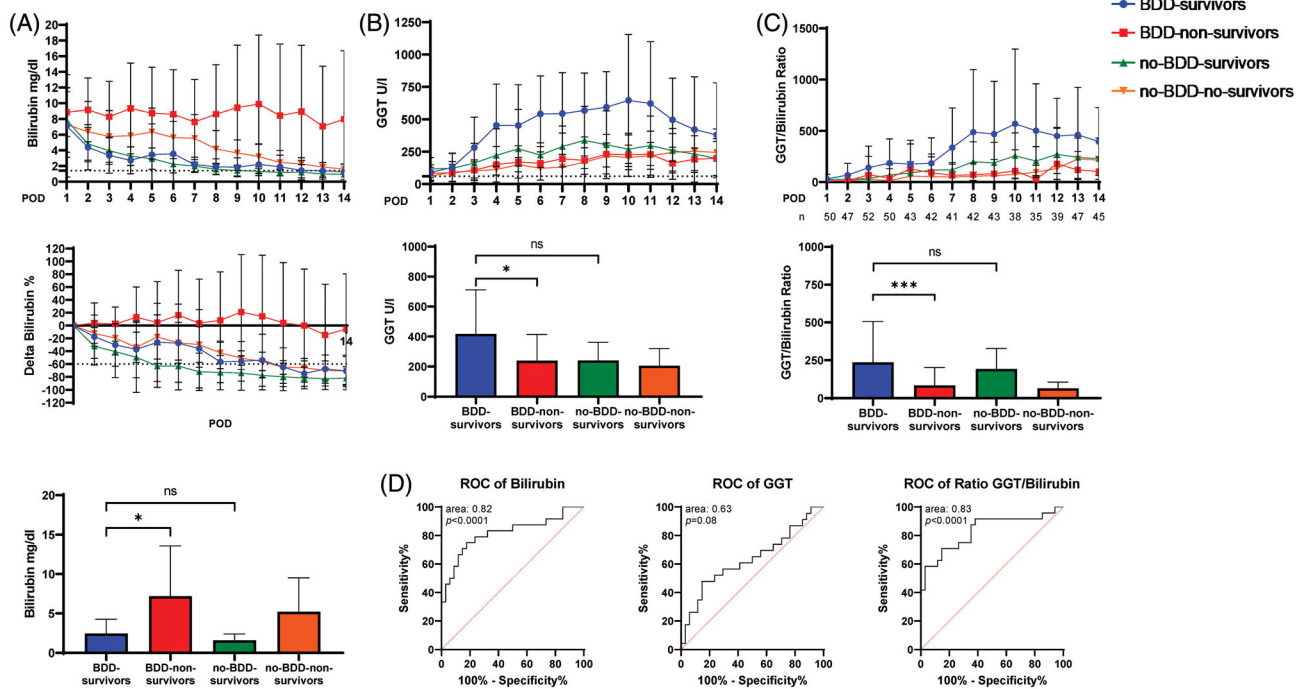 BDD-survivors
BDD-non-survivors
no-BDD-survivors
no-BDD-no-survivors
(A)
Bilirubin mg/dl
20
18
16
14
12
10
8
6
4
2
0
1 2 3 4 5 6 7 8 9 10 11 12 13 14
POD
(B)
GGT U/I
1250
1000
750
500
250
0
POD 1 2 3 4 5 6 7 8 9 10 11 12 13 14
(C)
GGT/Bilirubin Ratio
1500
1000
500
0
POD 1 2 3 4 5 6 7 8 9 10 11 12 13 14
n 50 47 52 50 43 42 41 42 43 38 35 39 47 45
Delta Bilirubin %
120
100
80
60
40
20
0
-20
-40
-60
-80
-100
-120
14
POD
GGT U/I
1000
800
600
400
200
0
ns
*
BDD-survivors
BDD-non-survivors
no-BDD-survivors
no-BDD-non-survivors
GGT/Bilirubin Ratio
1000
750
500
250
0
ns
***
BDD-survivors
BDD-non-survivors
no-BDD-survivors
no-BDD-non-survivors
Bilirubin mg/dl
20
15
10
5
0
ns
*
BDD-survivors
BDD-non-survivors
no-BDD-survivors
no-BDD-non-survivors
(D)
ROC of Bilirubin
area: 0.82
p<0.0001
Sensitivity%
100
80
60
40
20
0
0 20 40 60 80 100
100% - Specificity%
ROC of GGT
area: 0.63
p=0.08
Sensitivity%
100
80
60
40
20
0
0 20 40 60 80 100
100% - Specificity%
ROC of Ratio GGT/Bilirubin
area: 0.83
p<0.0001
Sensitivity%
100
80
60
40
20
0
0 20 40 60 80 100
100% - Specificity%